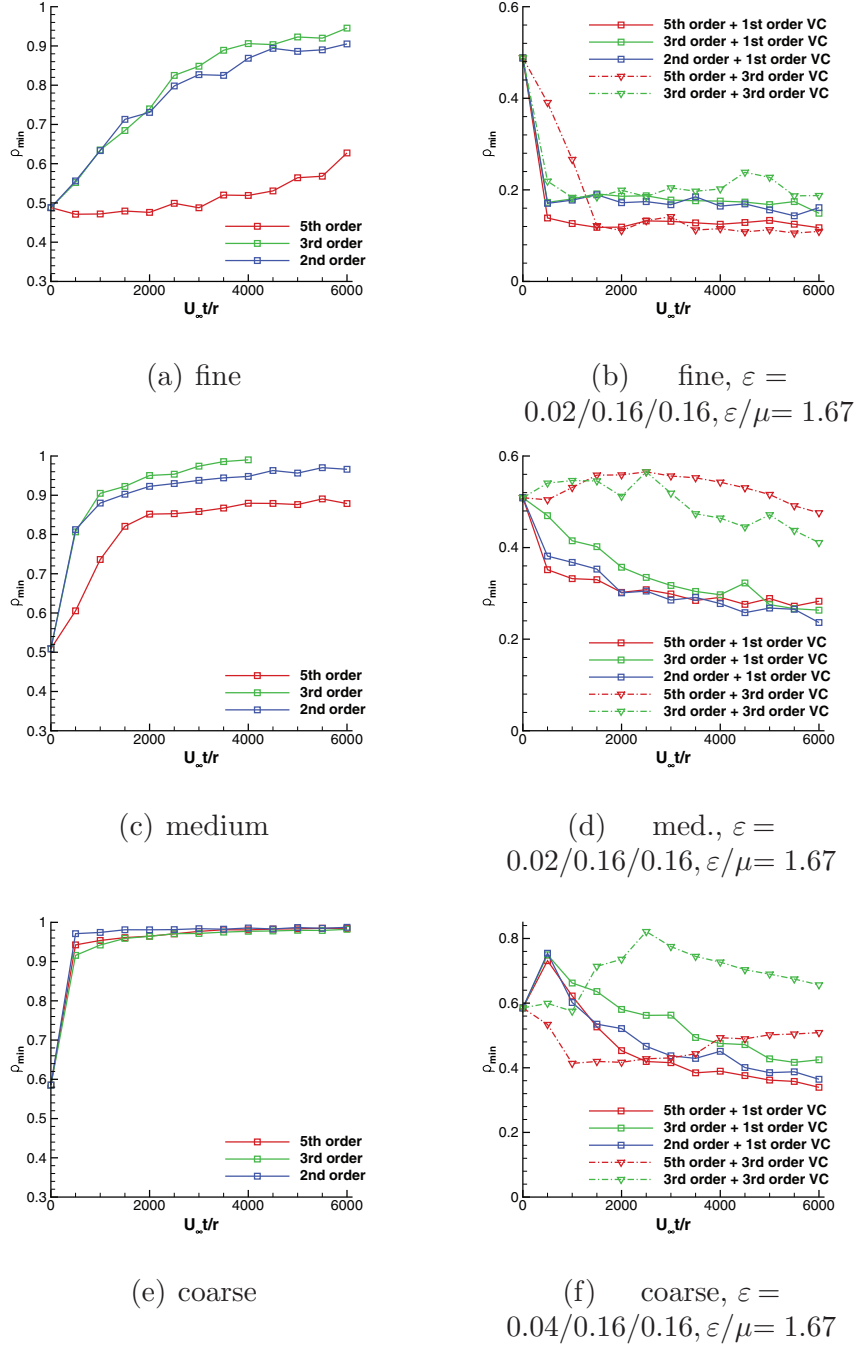 1
0.9
0.8
0.7
0.6
0.5
0.4
0.3
ρmin
0 2000 4000 6000
U∞t/r
5th order
3rd order
2nd order
(a) fine
0.6
0.4
0.2
0
ρmin
0 2000 4000 6000
U∞t/r
5th order + 1st order VC
3rd order + 1st order VC
2nd order + 1st order VC
5th order + 3rd order VC
3rd order + 3rd order VC
(b) fine, ε =
0.02/0.16/0.16, ε/μ= 1.67
1
0.9
0.8
0.7
0.6
0.5
0.4
0.3
ρmin
0 2000 4000 6000
U∞t/r
5th order
3rd order
2nd order
(c) medium
0.6
0.4
0.2
0
ρmin
0 2000 4000 6000
U∞t/r
5th order + 1st order VC
3rd order + 1st order VC
2nd order + 1st order VC
5th order + 3rd order VC
3rd order + 3rd order VC
(d) med., ε =
0.02/0.16/0.16, ε/μ= 1.67
1
0.9
0.8
0.7
0.6
0.5
0.4
0.3
ρmin
0 2000 4000 6000
U∞t/r
5th order
3rd order
2nd order
(e) coarse
0.8
0.6
0.4
0.2
0
ρmin
0 2000 4000 6000
U∞t/r
5th order + 1st order VC
3rd order + 1st order VC
2nd order + 1st order VC
5th order + 3rd order VC
3rd order + 3rd order VC
(f) coarse, ε =
0.04/0.16/0.16, ε/μ= 1.67